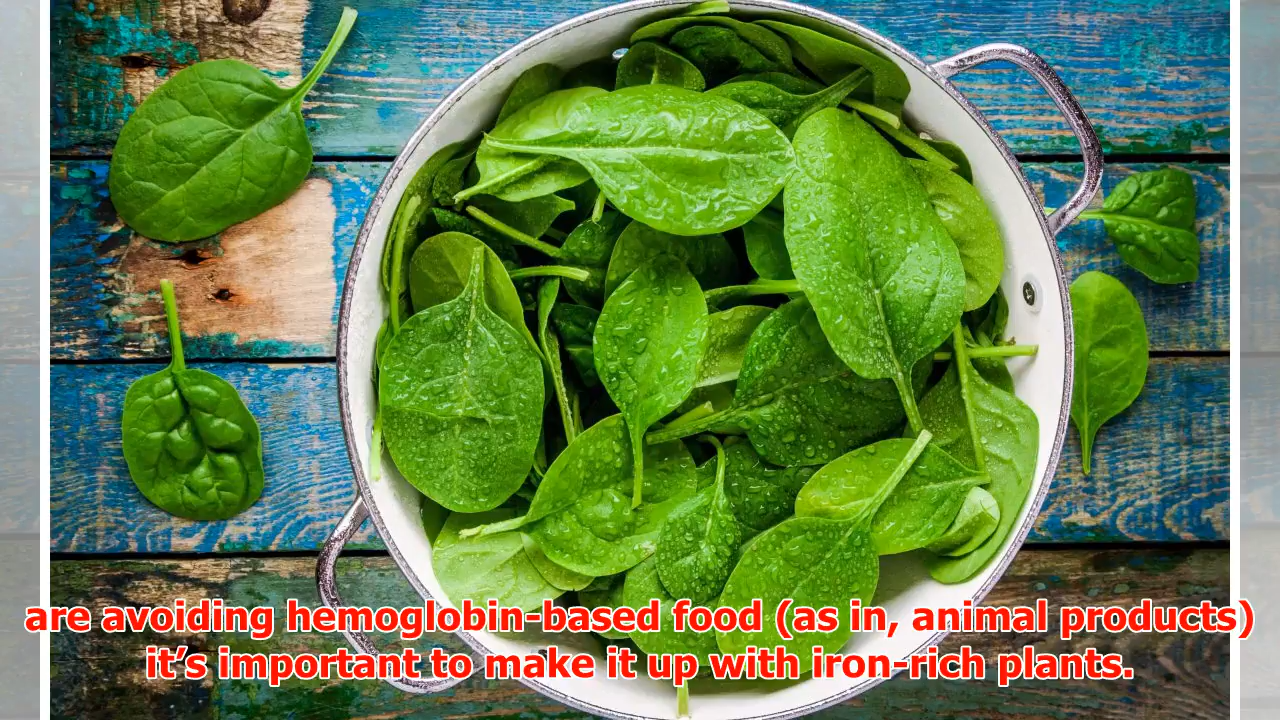 are avoiding hemoglobin-based food (as in, animal products)
it’s important to make it up with iron-rich plants.